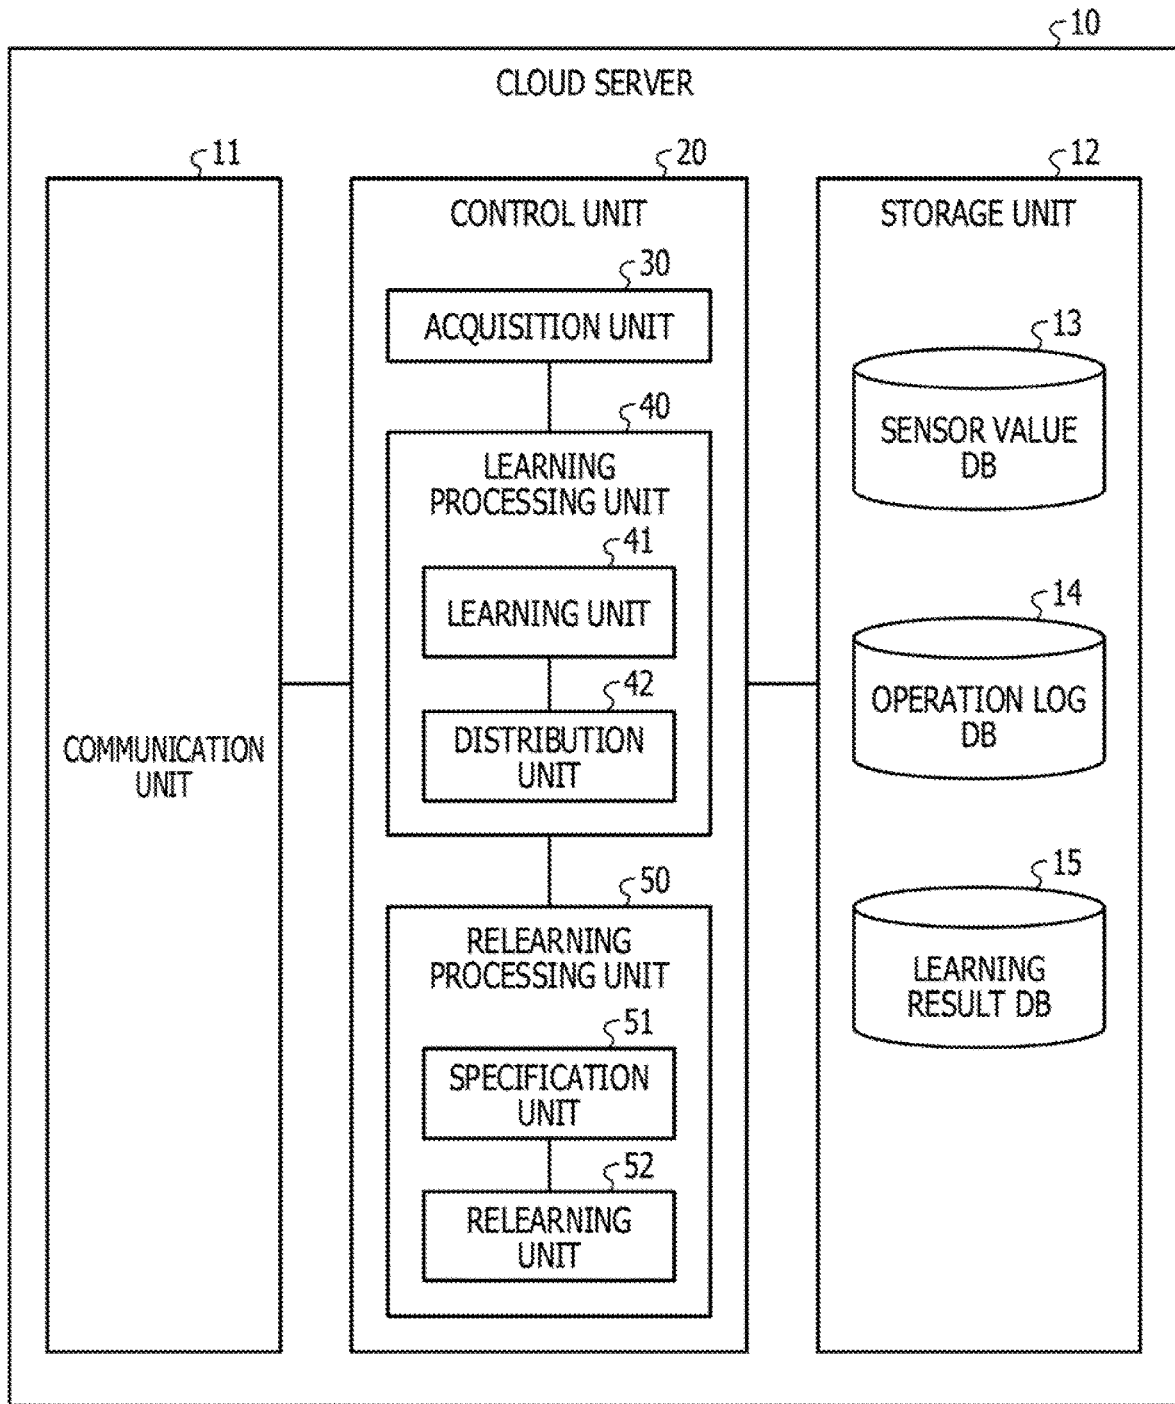 10
CLOUD SERVER
11
COMMUNICATION
UNIT
20
CONTROL UNIT
30
ACQUISITION UNIT
40
LEARNING
PROCESSING UNIT
41
LEARNING UNIT
42
DISTRIBUTION
UNIT
50
RELEARNING
PROCESSING UNIT
51
SPECIFICATION
UNIT
52
RELEARNING
UNIT
12
STORAGE UNIT
13
SENSOR VALUE
DB
14
OPERATION LOG
DB
15
LEARNING
RESULT DB